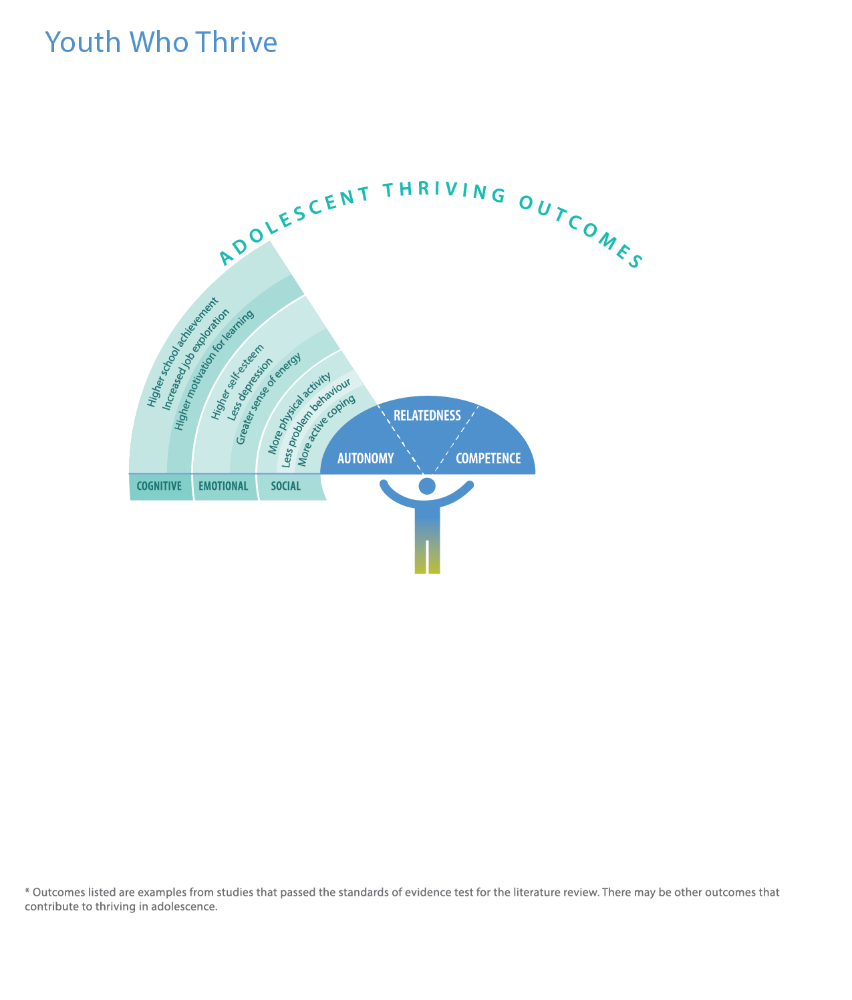 Youth Who Thrive
ADOLESCENT THRIVING OUTCOMES
Higher school achievement
Increased job exploration
Higher motivation for learning
Higher self-esteem
Less depression
Greater sense of energy
More physical activity
Less problem behaviour
More active coping
RELATEDNESS
AUTONOMY
COMPETENCE
COGNITIVE
EMOTIONAL
SOCIAL
* Outcomes listed are examples from studies that passed the standards of evidence test for the literature review. There may be other outcomes that
contribute to thriving in adolescence.